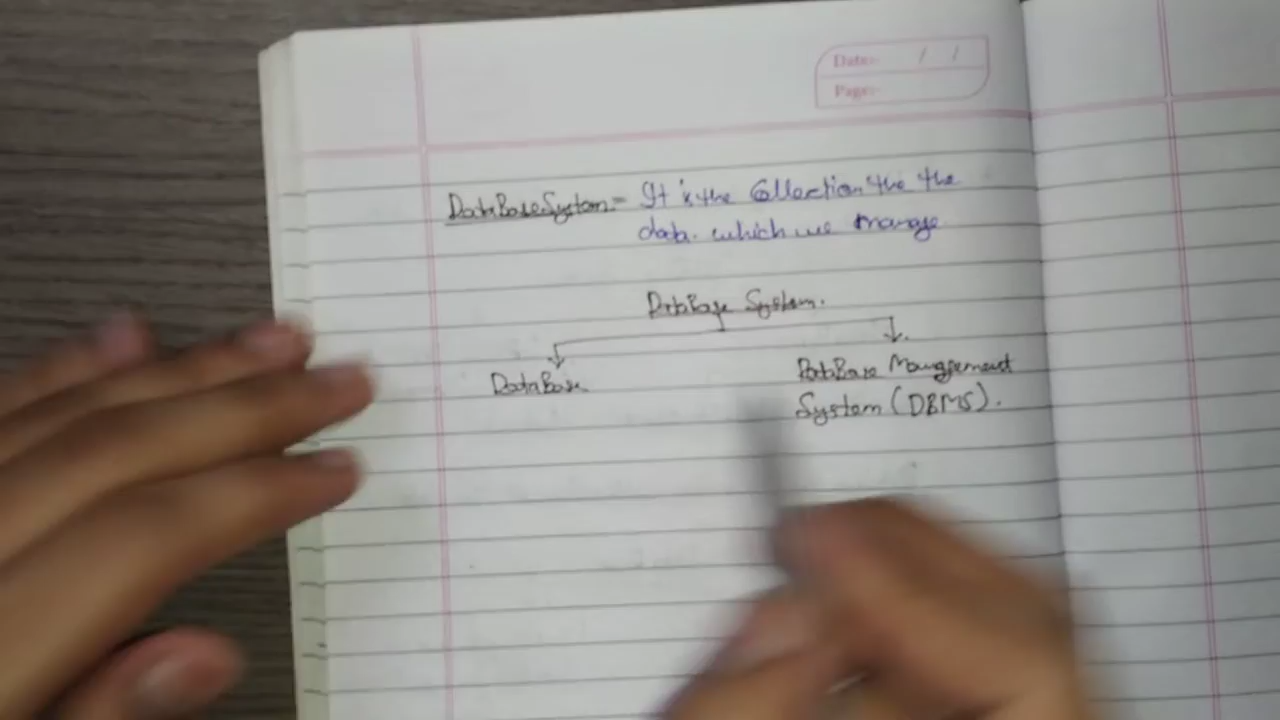 Date:- / /
Page:-
DataBase System:- It is the Collection the the
data. which we manage
DataBase System.
DataBase
DataBase Management
System (DBMS).